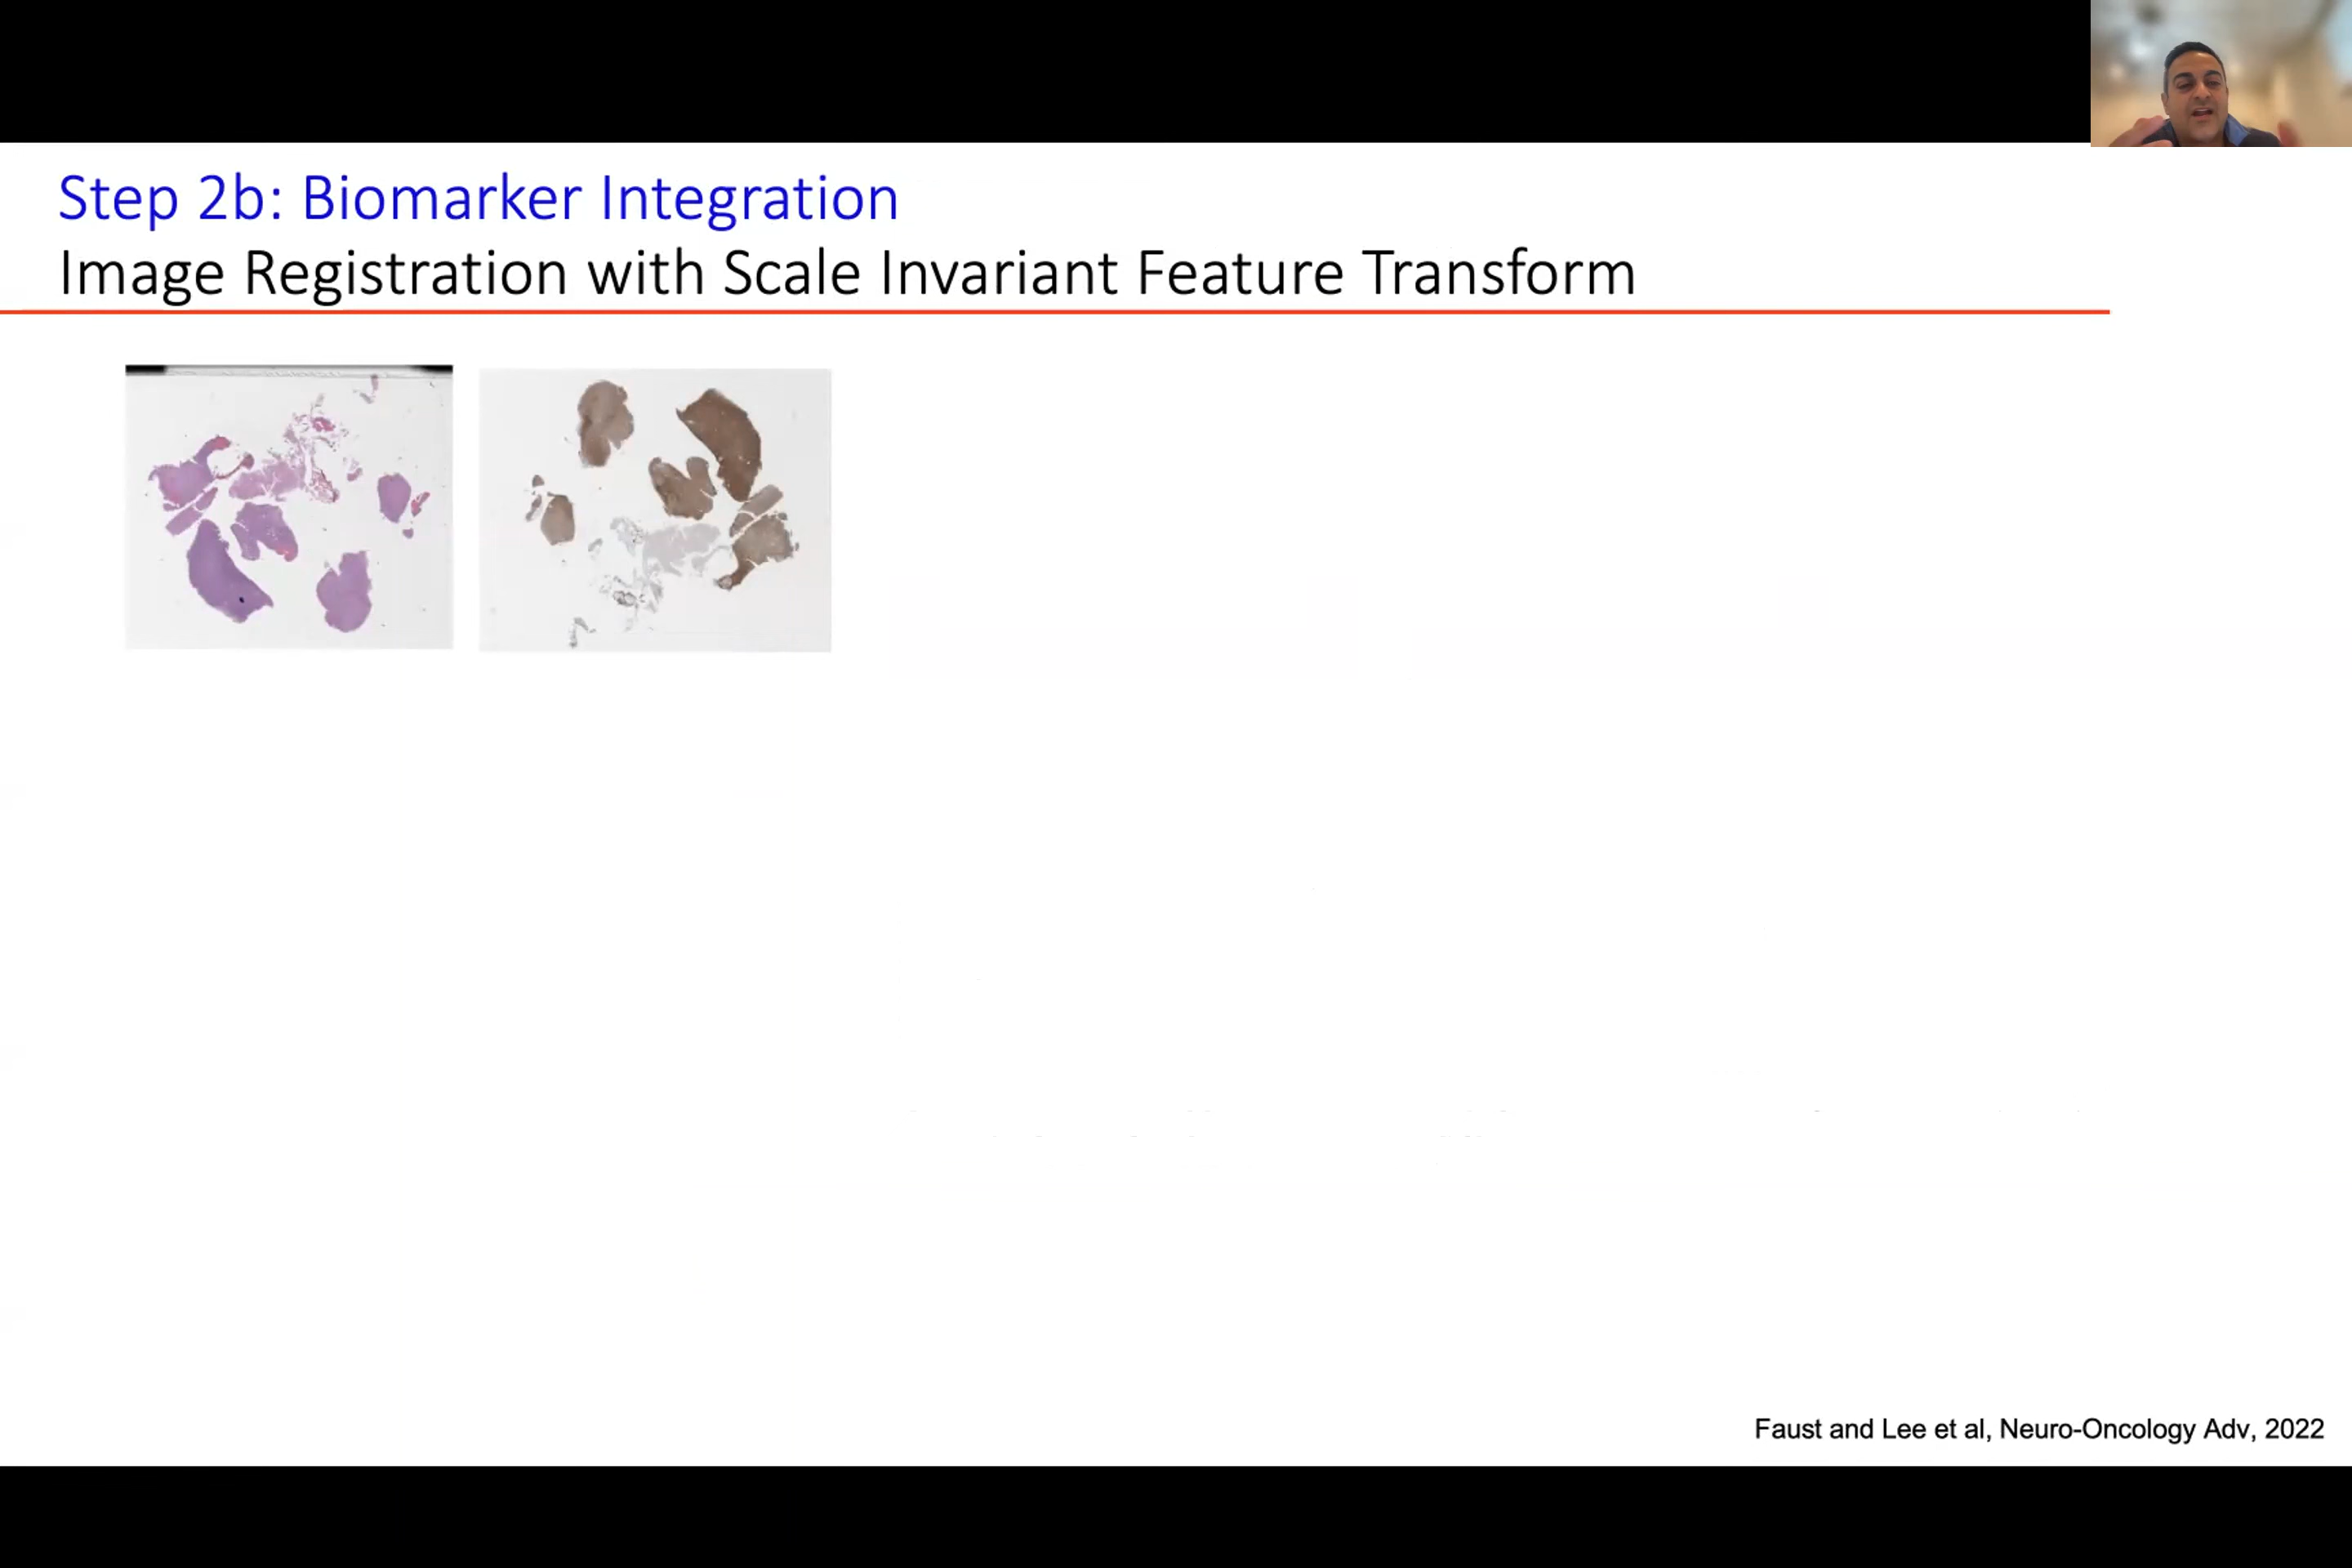 Step 2b: Biomarker Integration
Image Registration with Scale Invariant Feature Transform
Faust and Lee et al, Neuro-Oncology Adv, 2022